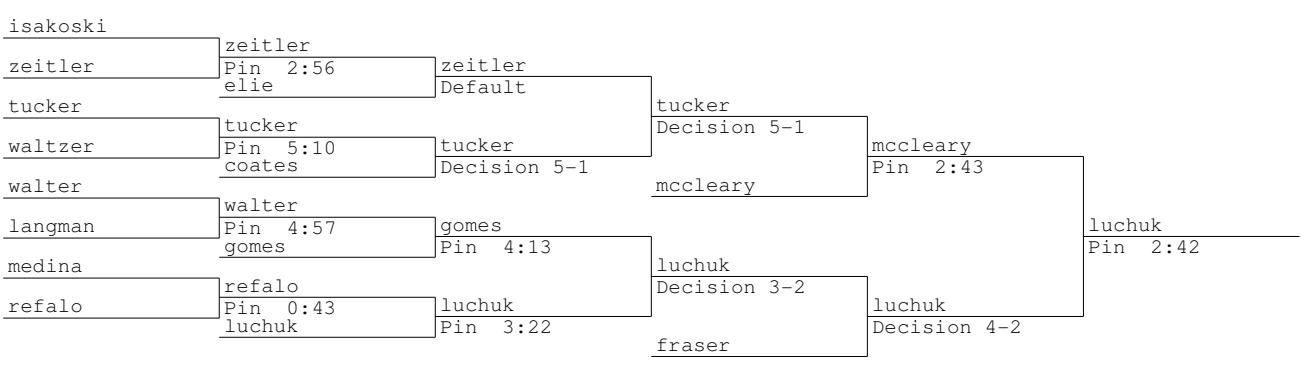 isakoski
zeitler
zeitler
Pin 2:56
elie
zeitler
Default
tucker
tucker
waltzer
tucker
Pin 5:10
coates
tucker
Decision 5-1
tucker
Decision 5-1
mccleary
mccleary
Pin 2:43
walter
langman
walter
Pin 4:57
gomes
gomes
Pin 4:13
medina
refalo
refalo
Pin 0:43
luchuk
luchuk
Pin 3:22
luchuk
Decision 3-2
fraser
luchuk
Decision 4-2
luchuk
Pin 2:42